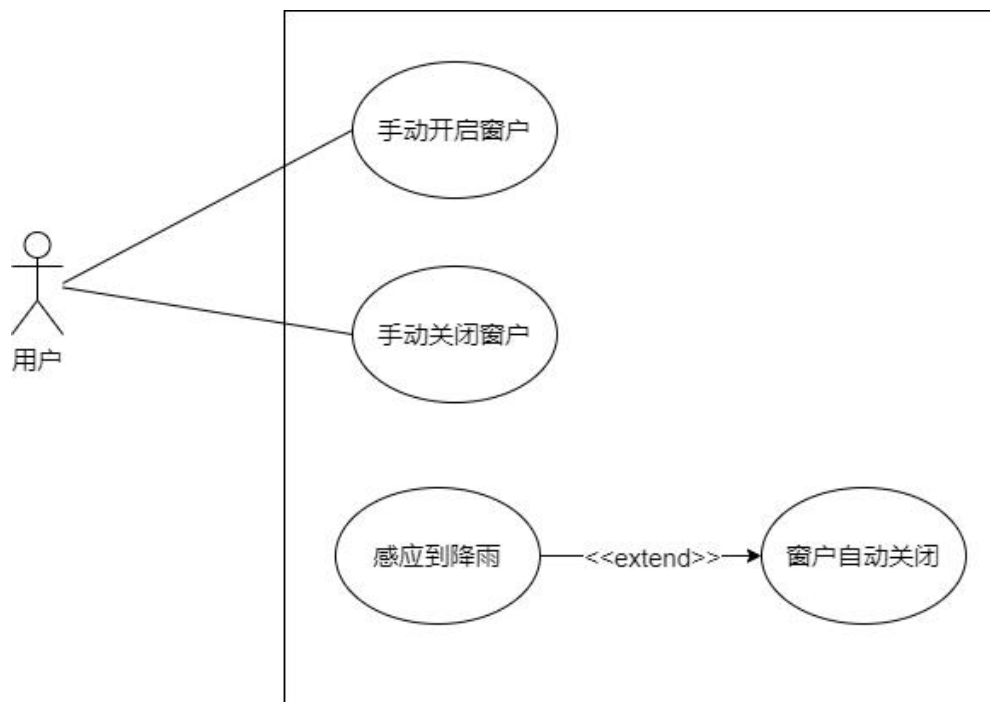 手动开启窗户
手动关闭窗户
用户
感应到降雨
<<extend>>
窗户自动关闭